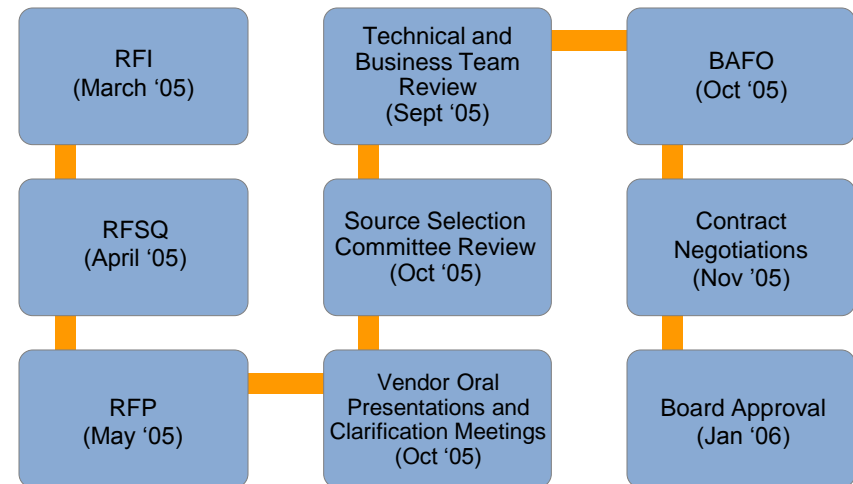 RFI
(March ‘05)
RFSQ
(April ‘05)
RFP
(May ‘05)
Vendor Oral
Presentations and
Clarification Meetings
(Oct ‘05)
Source Selection
Committee Review
(Oct ‘05)
Technical and
Business Team
Review
(Sept ‘05)
BAFO
(Oct ‘05)
Contract
Negotiations
(Nov ‘05)
Board Approval
(Jan ‘06)